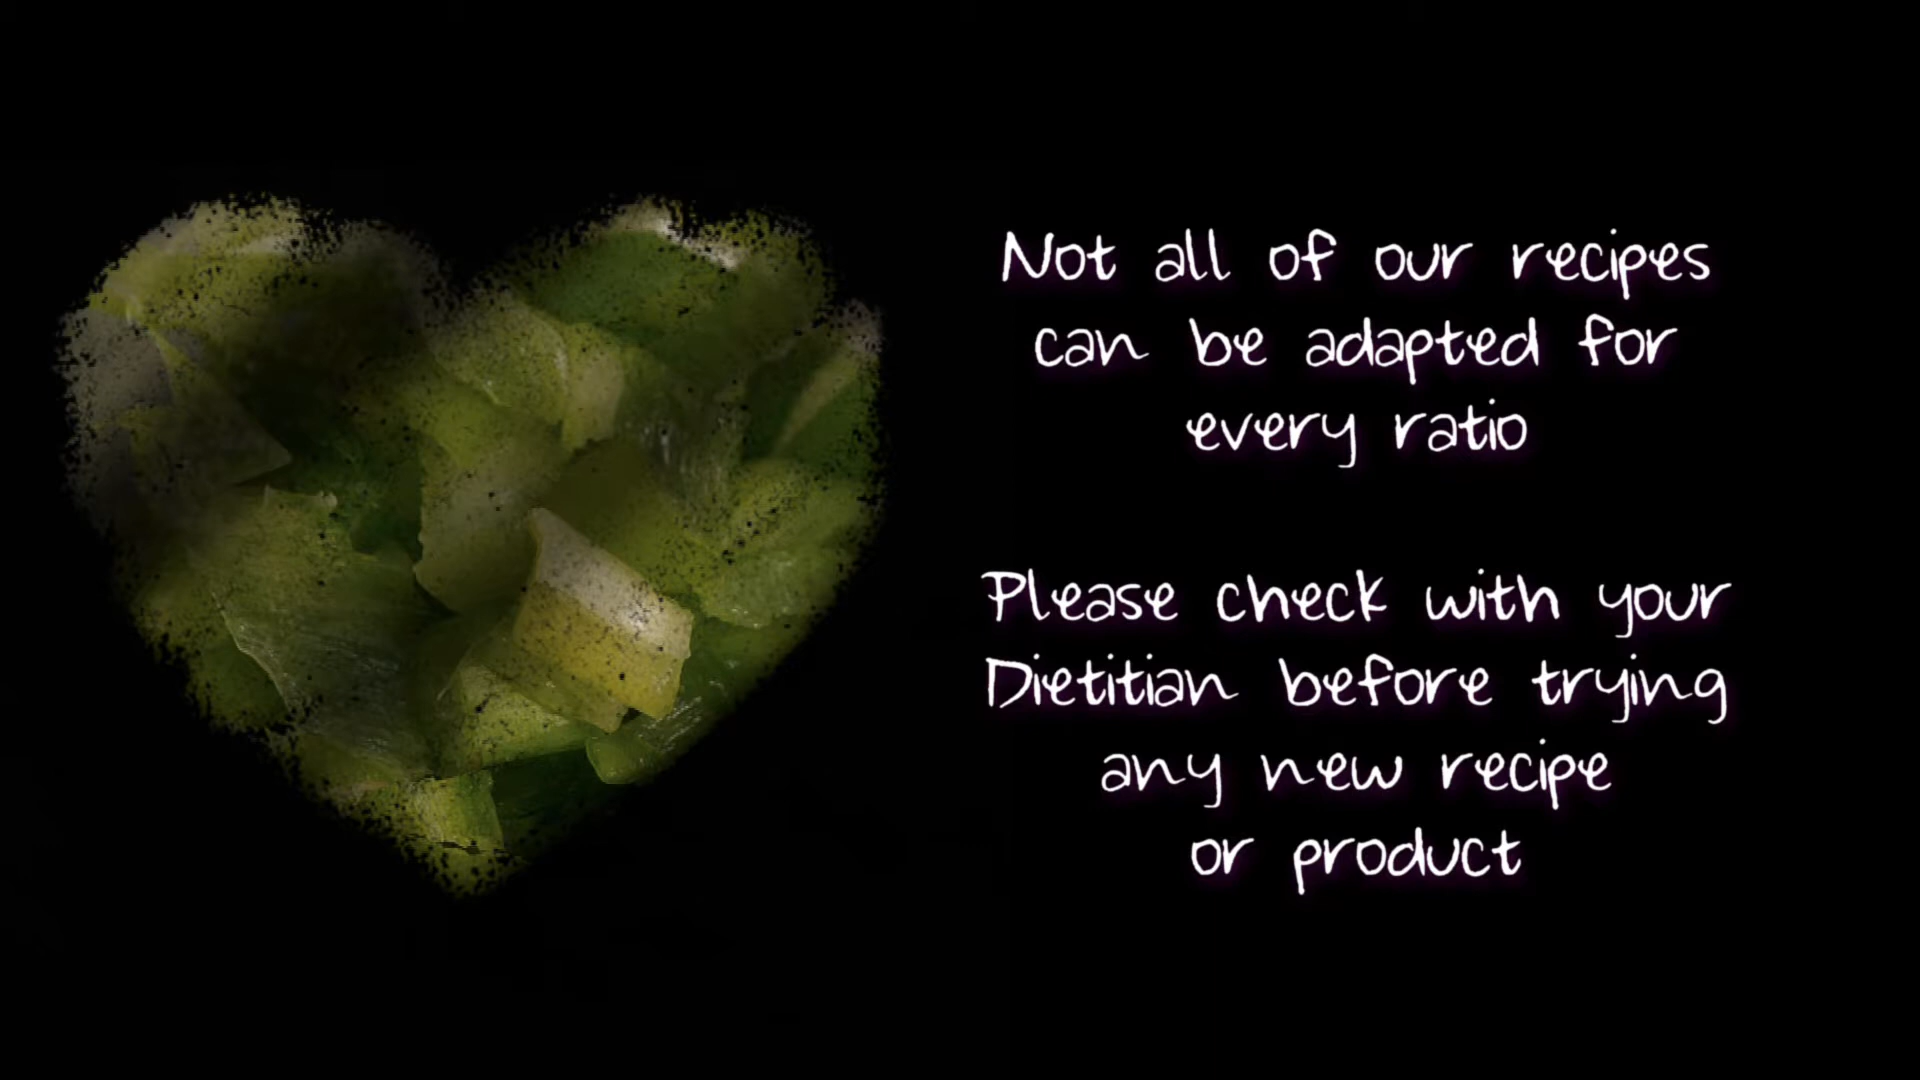 Not all of our recipes
can be adapted for
every ratio
Please check with your
Dietitian before trying
any new recipe
or product